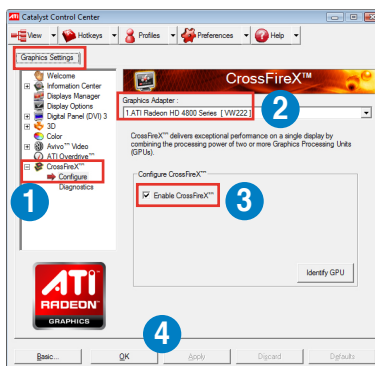 ATI Catalyst Control Center
View Hotkeys Profiles Preferences Help
Graphics Settings
Welcome
Information Center
Displays Manager
Display Options
Digital Panel (DVI) 3
3D
Color
Avivo™ Video
ATI Overdrive™
CrossFireX™
Configure
Diagnostics
1
ATI
RADEON
GRAPHICS
CrossFireX™
Graphics Adapter :
1.ATI Radeon HD 4800 Series [ VW222 ]
2
CrossFireX™ delivers exceptional performance on a single display by
combining the processing power of two or more Graphics Processing Units
(GPUs).
Configure CrossFireX™
Enable CrossFireX™
3
Identify GPU
4
Basic... OK Apply Discard Defaults